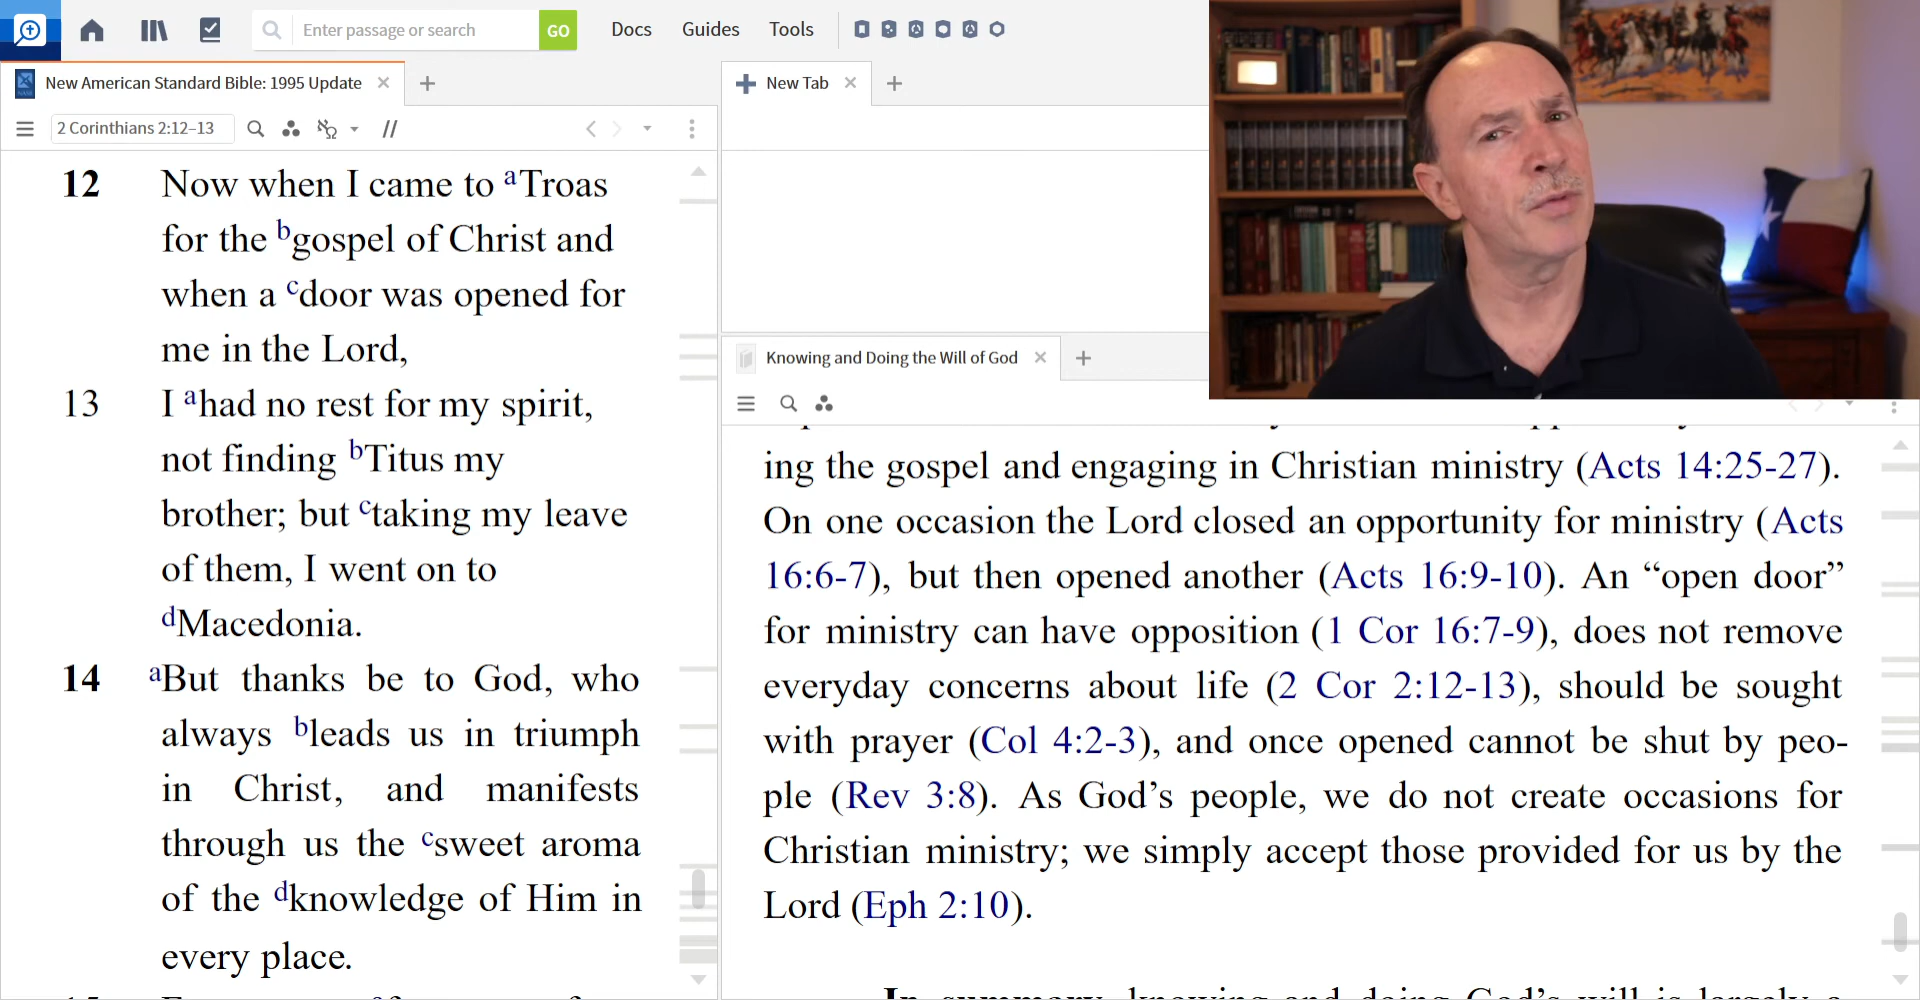 Enter passage or search
GO
Docs
Guides
Tools
New American Standard Bible: 1995 Update
New Tab
2 Corinthians 2:12–13
12 Now when I came to aTroas
for the bgospel of Christ and
when a cdoor was opened for
me in the Lord,
13 I ahad no rest for my spirit,
not finding bTitus my
brother; but ctaking my leave
of them, I went on to
dMacedonia.
14 aBut thanks be to God, who
always bleads us in triumph
in Christ, and manifests
through us the csweet aroma
of the dknowledge of Him in
every place.
Knowing and Doing the Will of God
ing the gospel and engaging in Christian ministry (Acts 14:25-27).
On one occasion the Lord closed an opportunity for ministry (Acts
16:6-7), but then opened another (Acts 16:9-10). An “open door”
for ministry can have opposition (1 Cor 16:7-9), does not remove
everyday concerns about life (2 Cor 2:12-13), should be sought
with prayer (Col 4:2-3), and once opened cannot be shut by peo-
ple (Rev 3:8). As God’s people, we do not create occasions for
Christian ministry; we simply accept those provided for us by the
Lord (Eph 2:10).
In summary, knowing and doing God’s will is largely a